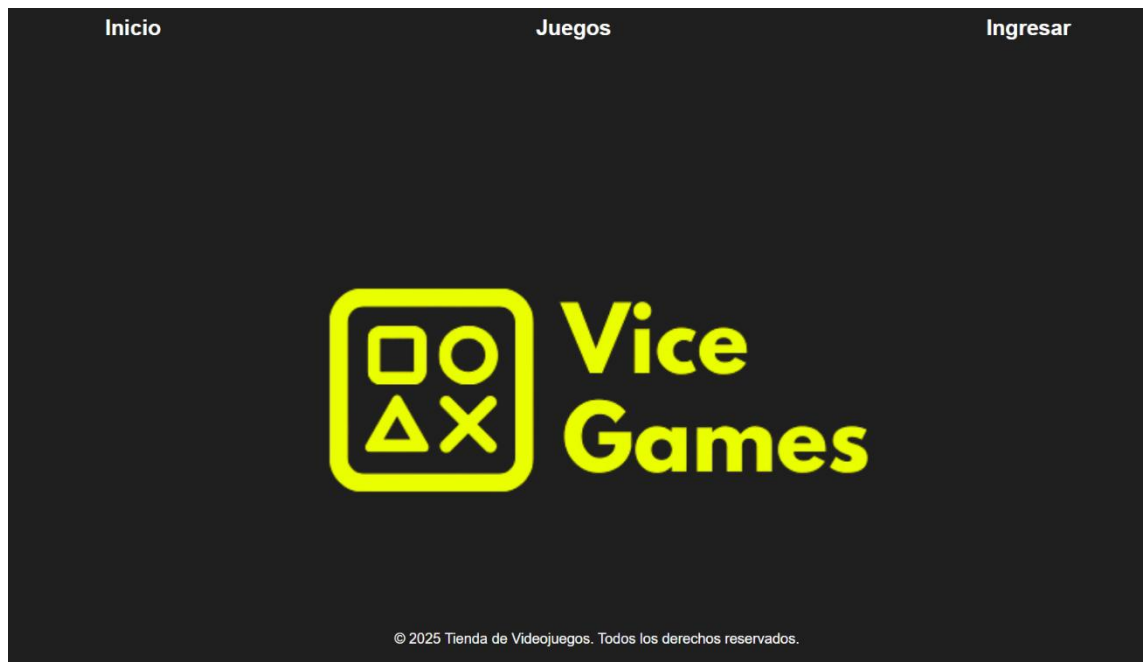 Inicio Juegos Ingresar
Vice
Games
© 2025 Tienda de Videojuegos. Todos los derechos reservados.